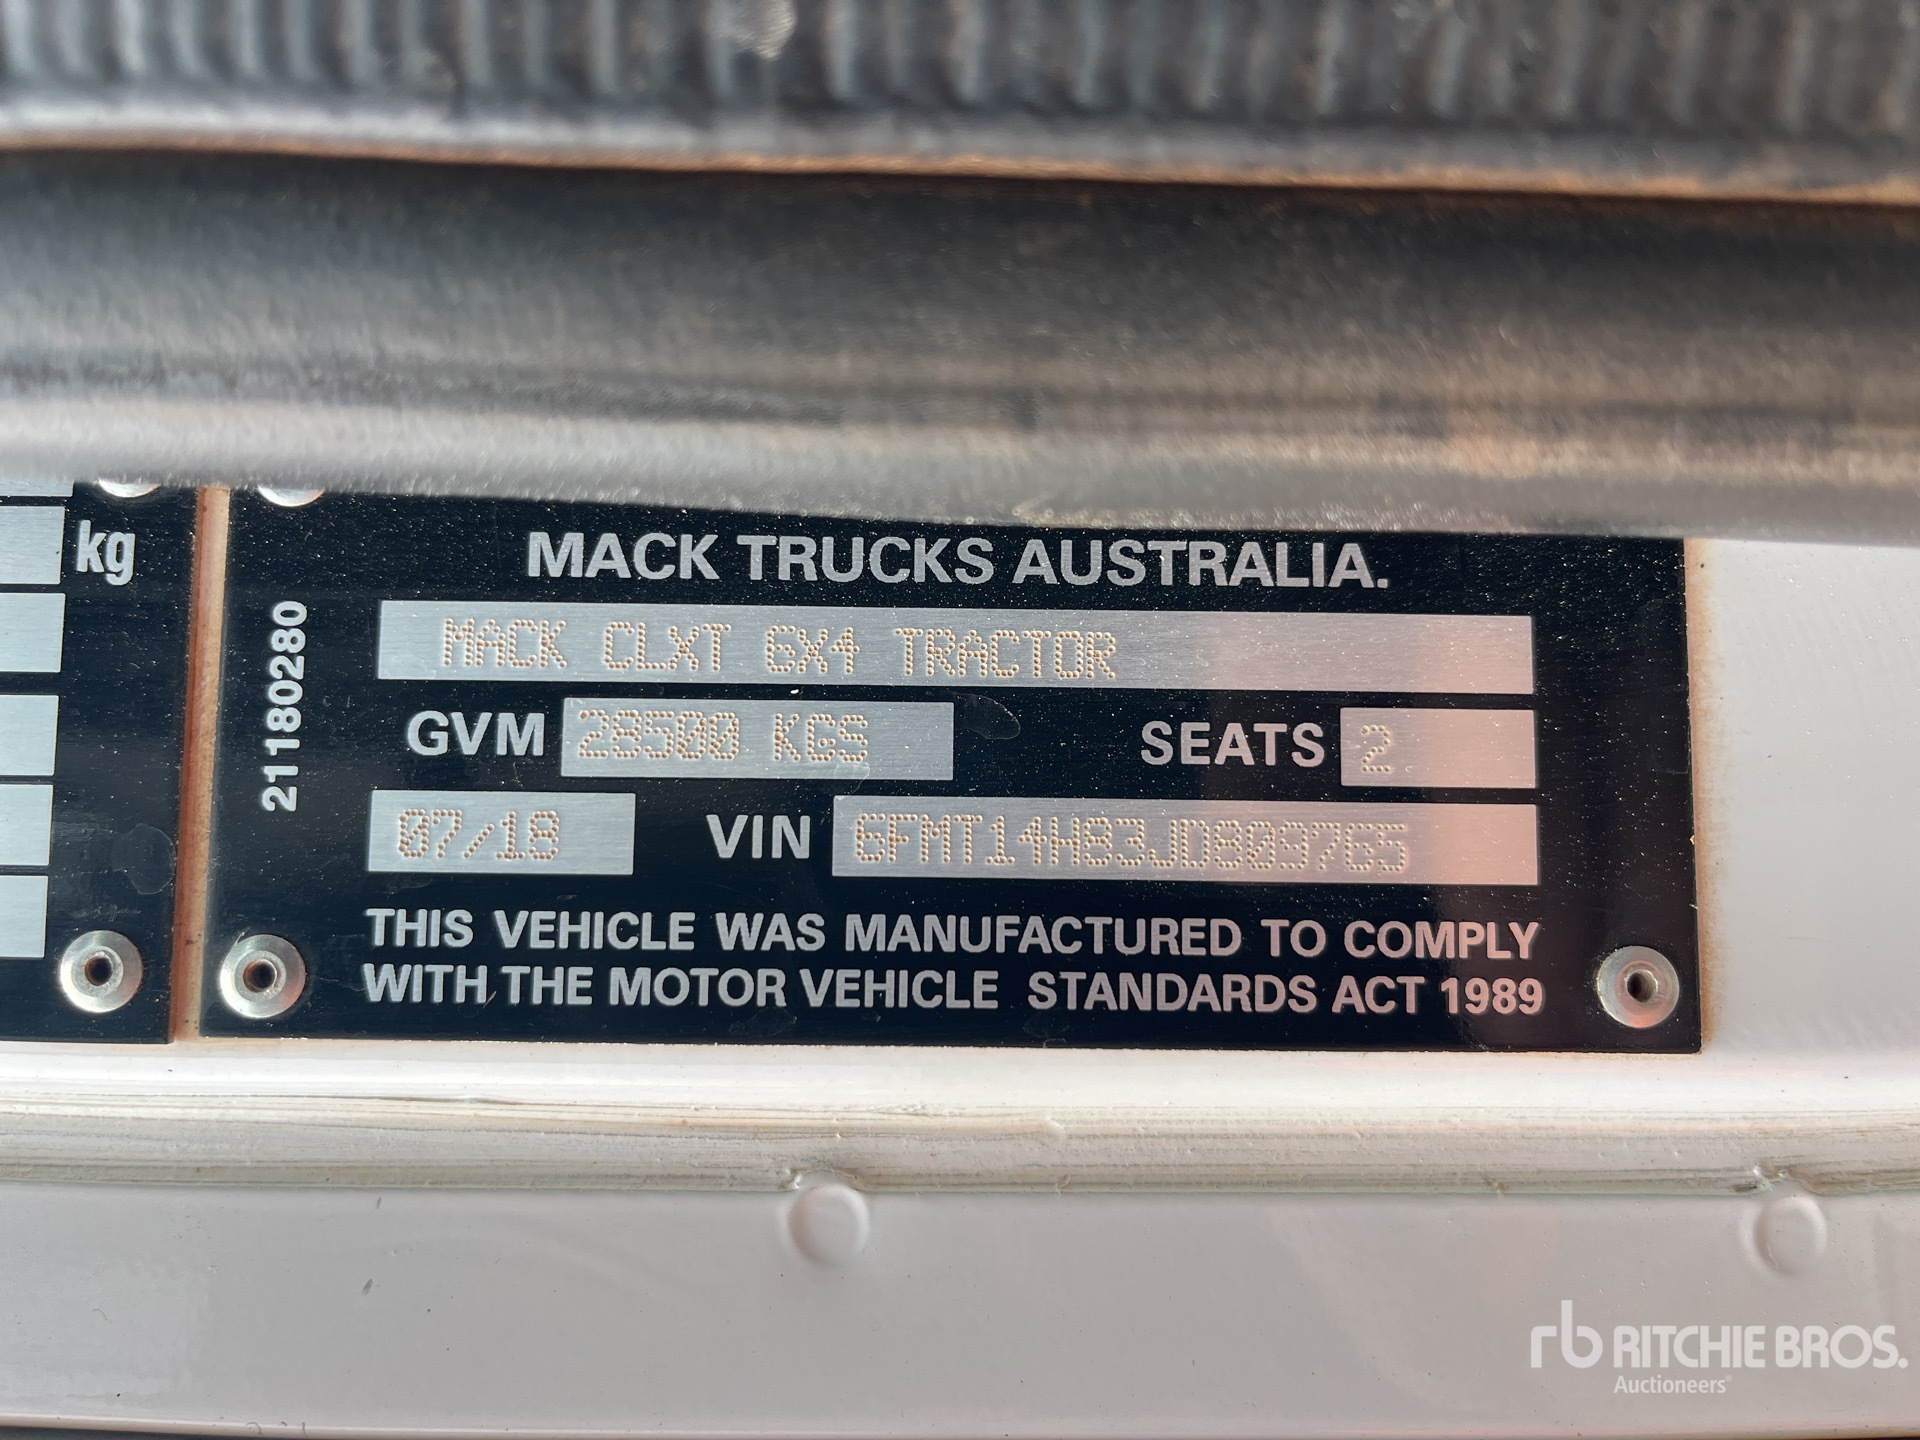 kg
21180280
MACK TRUCKS AUSTRALIA.
MACK CLXT 6X4 TRACTOR
GVM 28500 KGS SEATS 2
07/18 VIN 6FMT14H83JD809765
THIS VEHICLE WAS MANUFACTURED TO COMPLY
WITH THE MOTOR VEHICLE STANDARDS ACT 1989
rb RITCHIE BROS.
Auctioneers